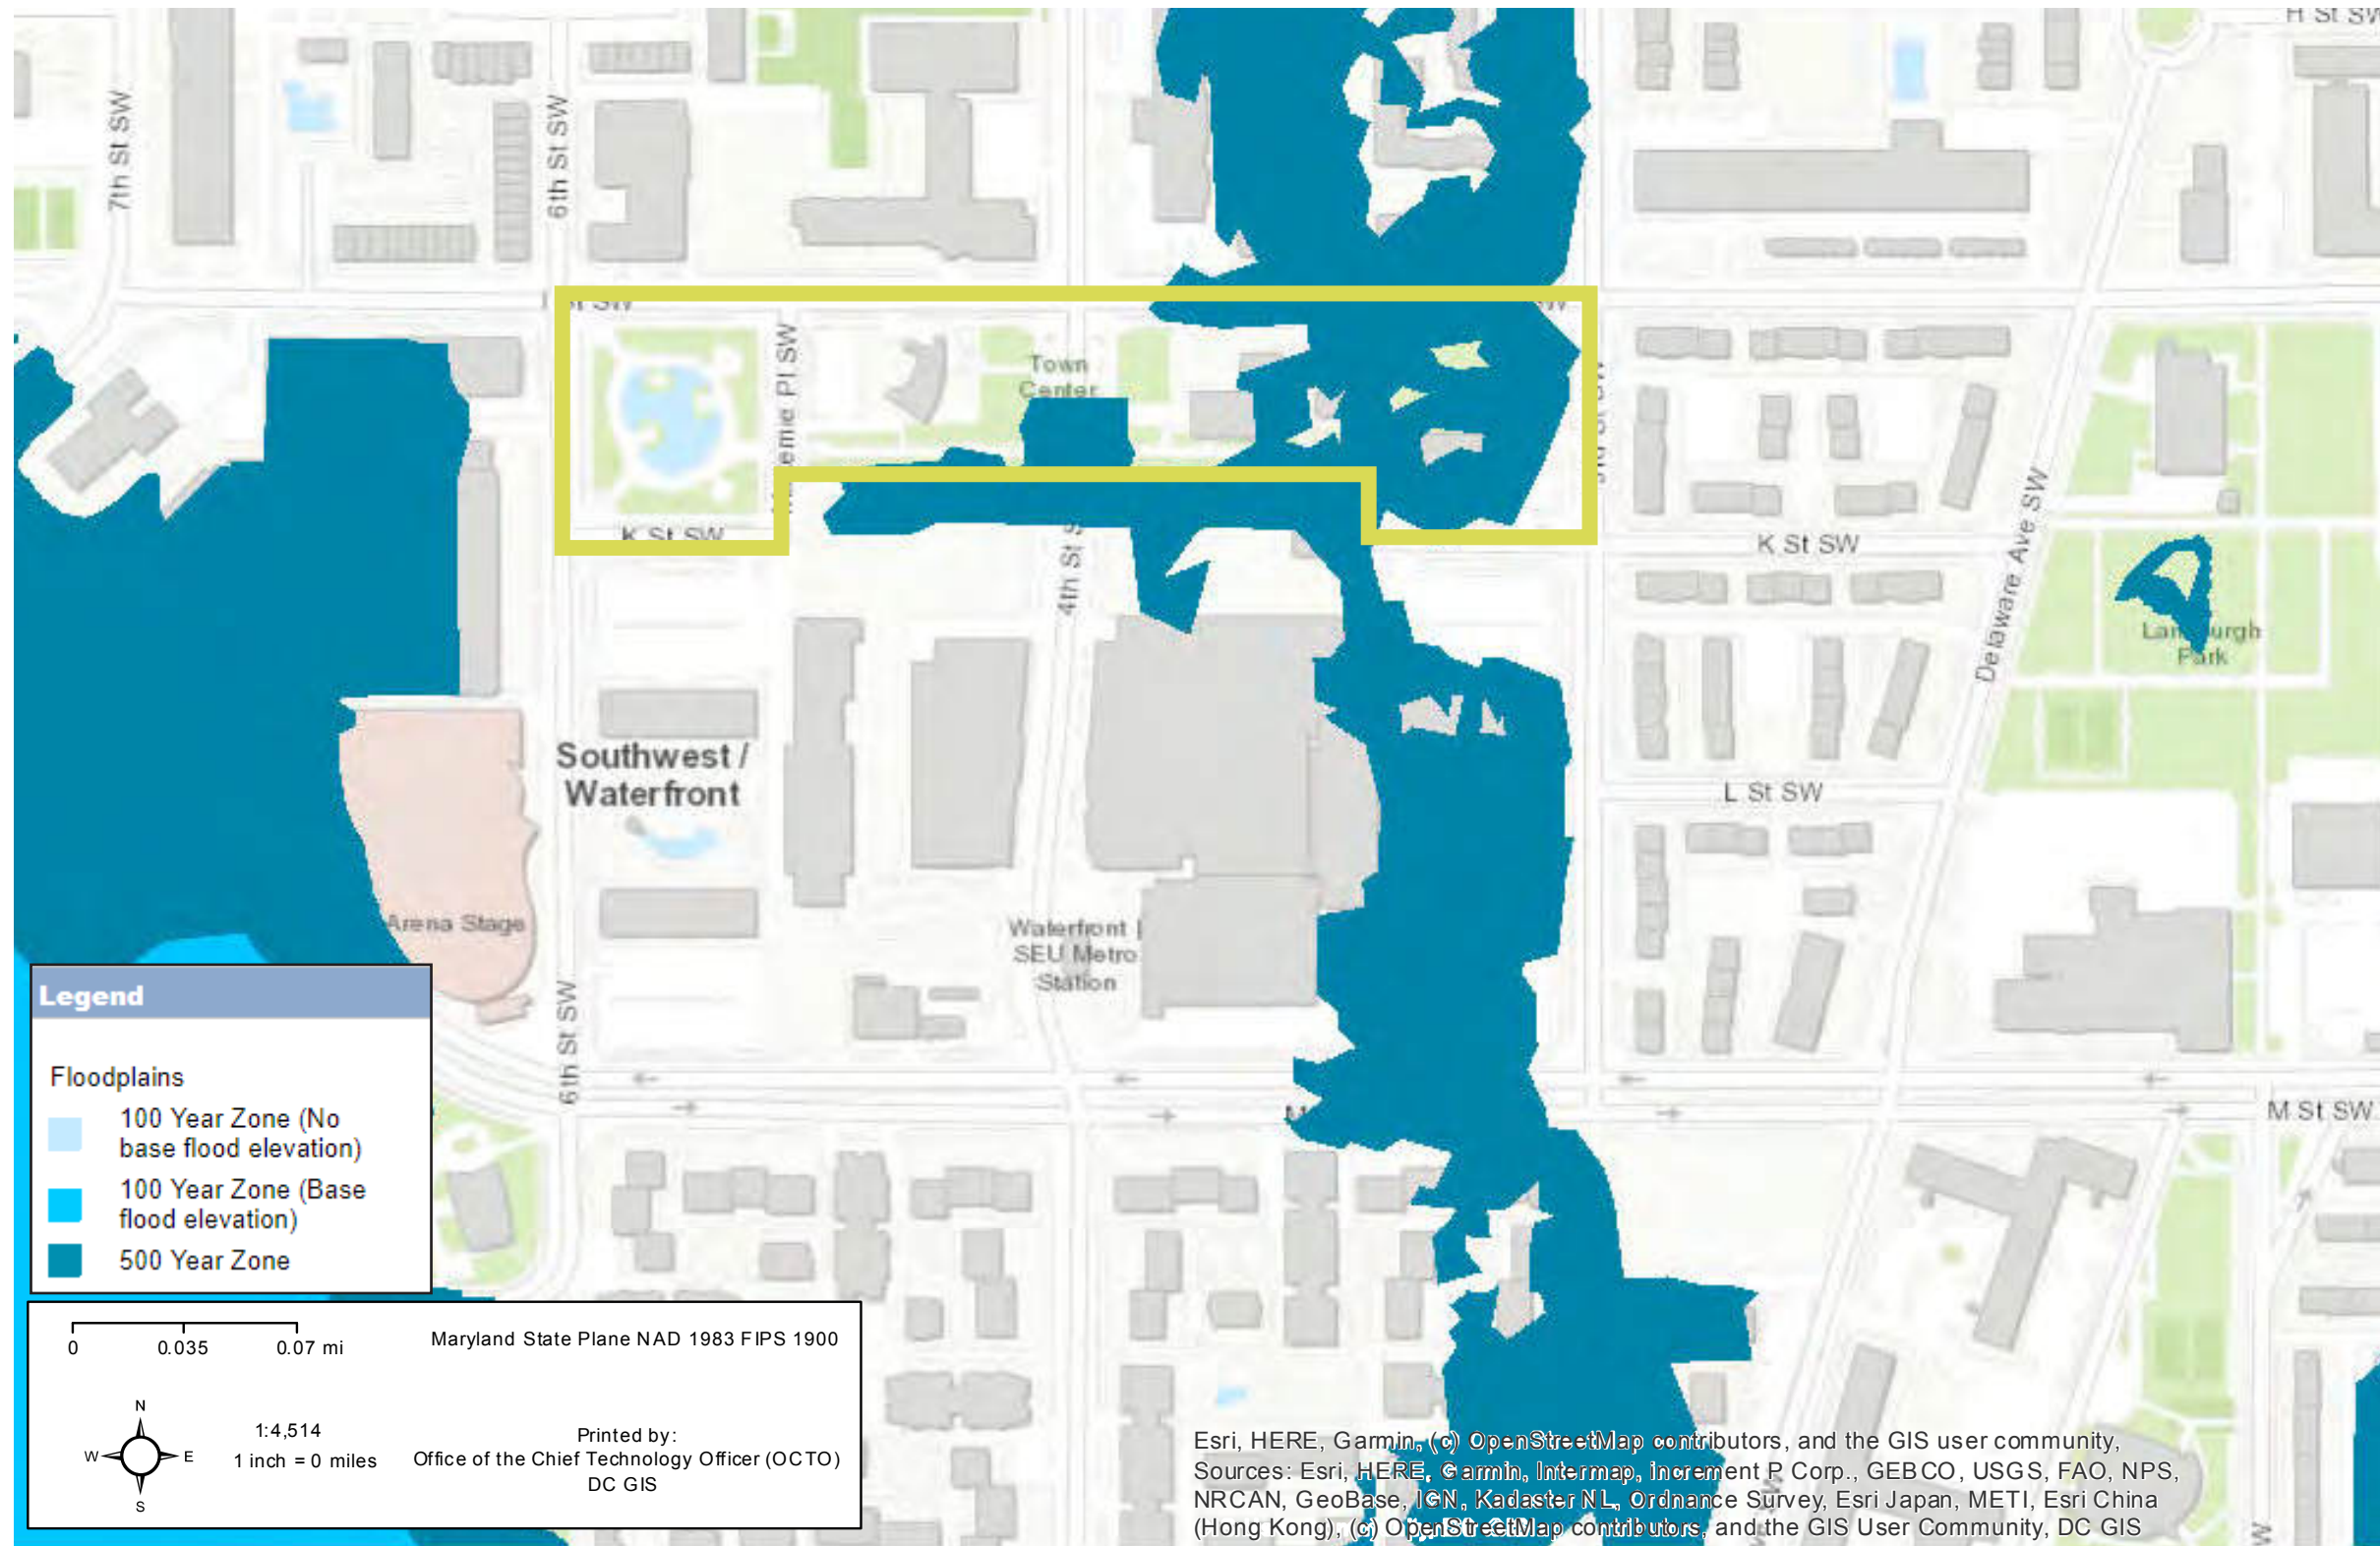 H St SW
7th St SW
6th St SW
St SW
Pl SW
Town
Center
K St SW
4th St S
K St SW
Delaware Ave SW
Park
Southwest /
Waterfront
L St SW
Arena Stage
Waterfront |
SEU Metro
Station
6th St SW
M
M St SW
Legend
Floodplains
100 Year Zone (No
base flood elevation)
100 Year Zone (Base
flood elevation)
500 Year Zone
0 0.035 0.07 mi
Maryland State Plane NAD 1983 FIPS 1900
N
W E
S
1:4,514
1 inch = 0 miles
Printed by:
Office of the Chief Technology Officer (OCTO)
DC GIS
Esri, HERE, Garmin, (c) OpenStreetMap contributors, and the GIS user community,
Sources: Esri, HERE, Garmin, Intermap, increment P Corp., GEBCO, USGS, FAO, NPS,
NRCAN, GeoBase, IGN, Kadaster NL, Ordnance Survey, Esri Japan, METI, Esri China
(Hong Kong), (c) OpenStreetMap contributors, and the GIS User Community, DC GIS
W